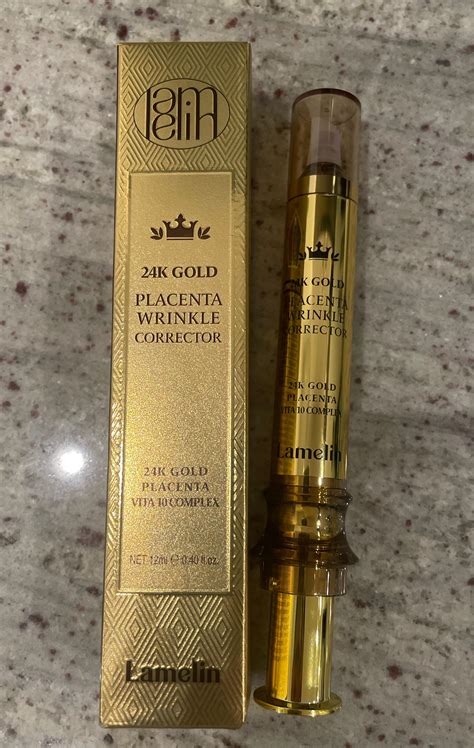 Lamelin
24K GOLD
PLACENTA
WRINKLE
CORRECTOR
24K GOLD
PLACENTA
VITA 10 COMPLEX
NET 12ml ℮ 0.40 fl.oz.
Lamelin
24K GOLD
PLACENTA
WRINKLE
CORRECTOR
24K GOLD
PLACENTA
VITA 10 COMPLEX
Lamelin